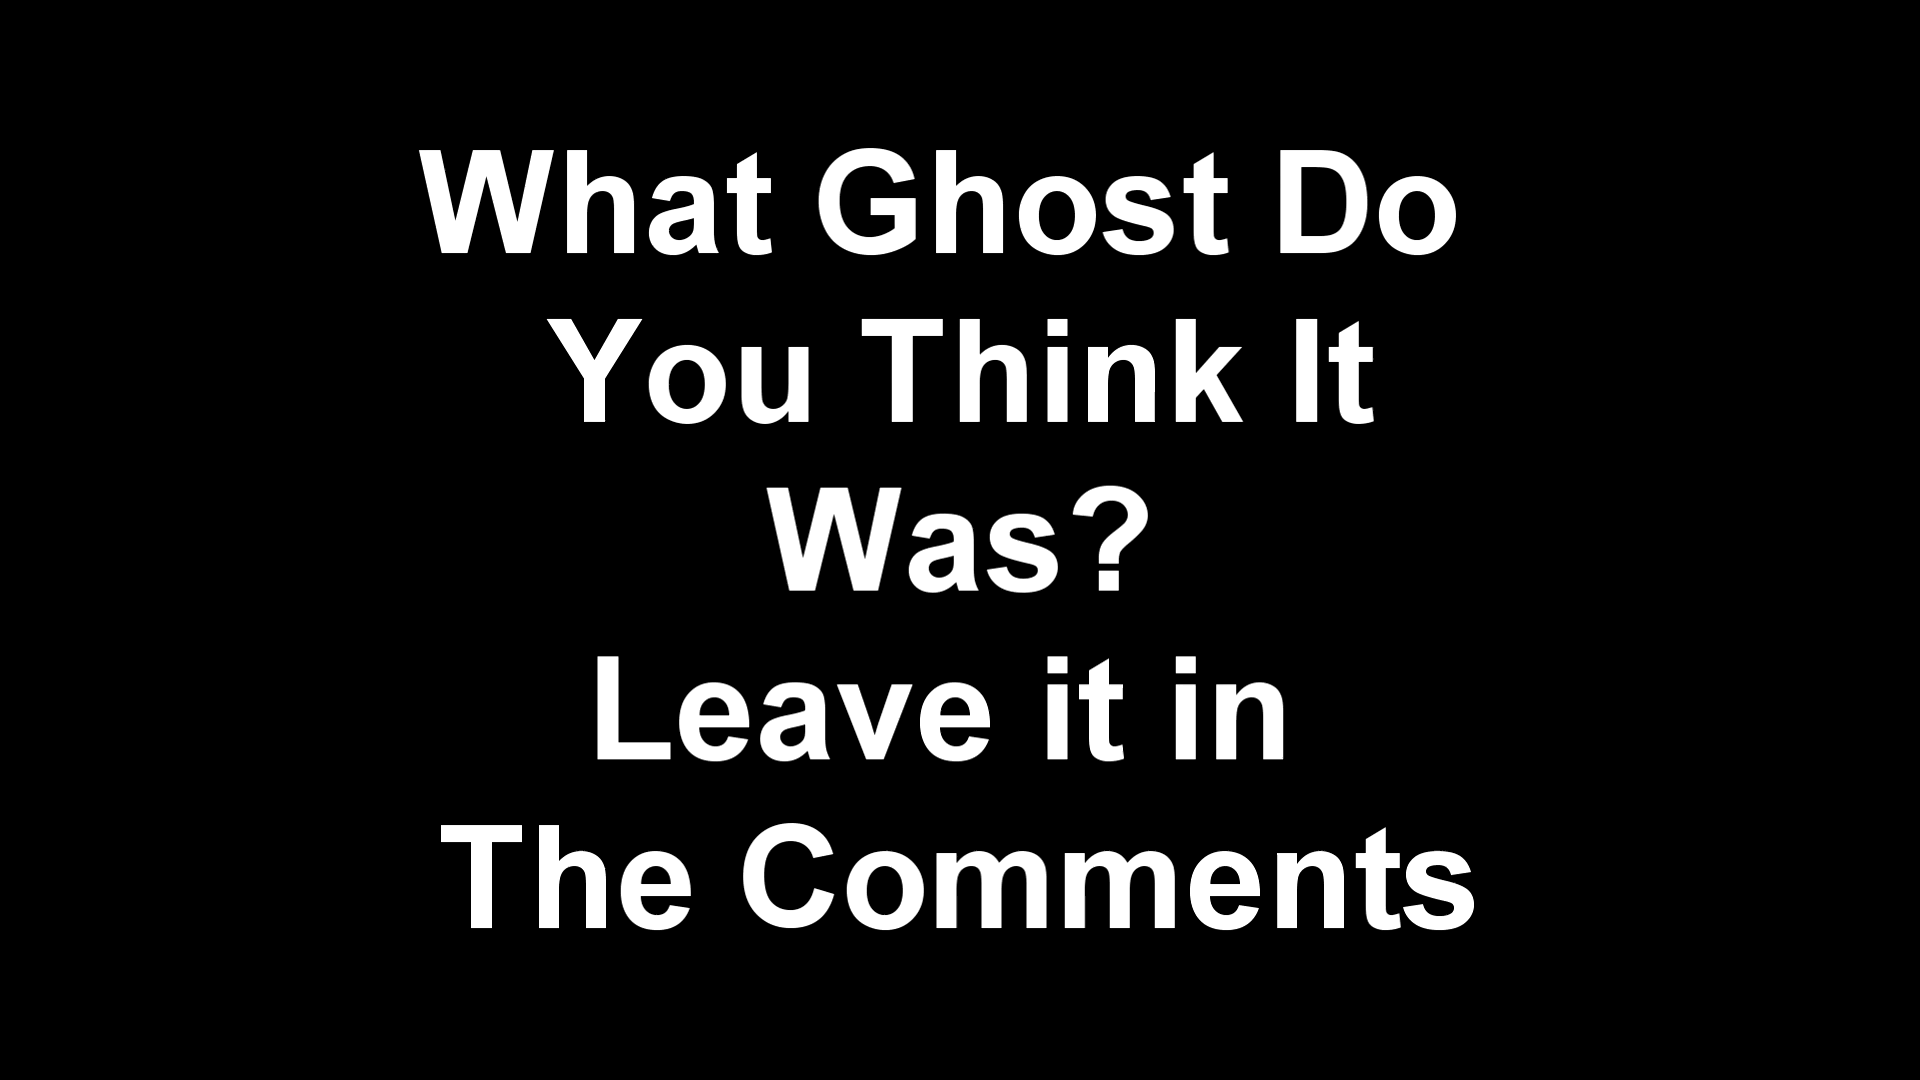 What Ghost Do
You Think It
Was?
Leave it in
The Comments